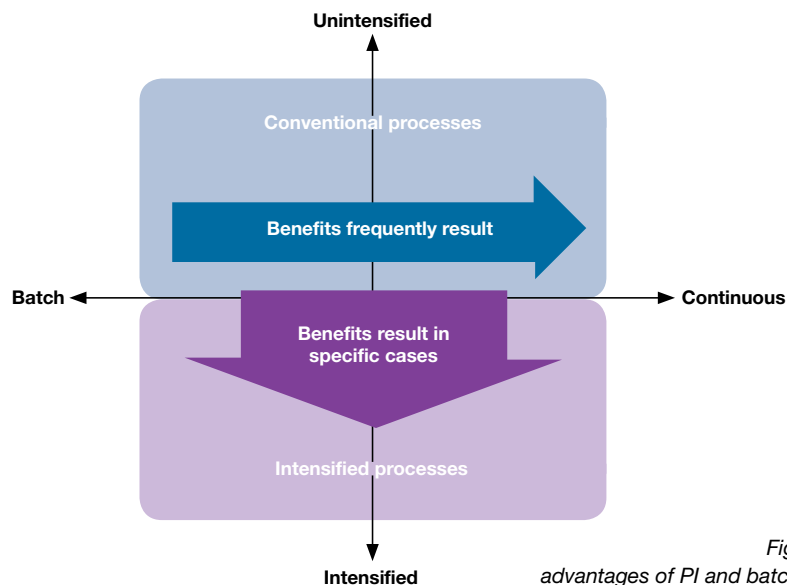 Unintensified
Conventional processes
Benefits frequently result
Batch
Continuous
Benefits result in
specific cases
Intensified processes
Intensified
Fig
advantages of PI and batc